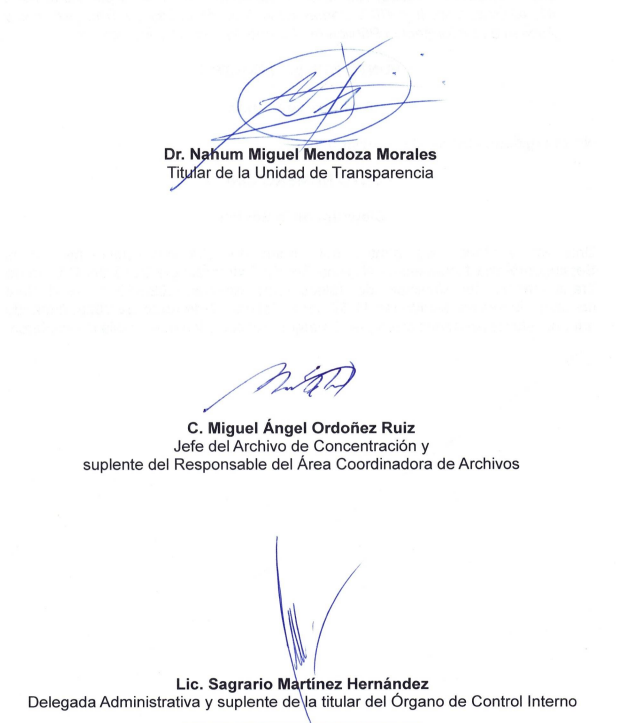 Dr. Nahum Miguel Mendoza Morales
Titular de la Unidad de Transparencia
C. Miguel Ángel Ordoñez Ruiz
Jefe del Archivo de Concentración y
suplente del Responsable del Área Coordinadora de Archivos
Lic. Sagrario Martínez Hernández
Delegada Administrativa y suplente de la titular del Órgano de Control Interno